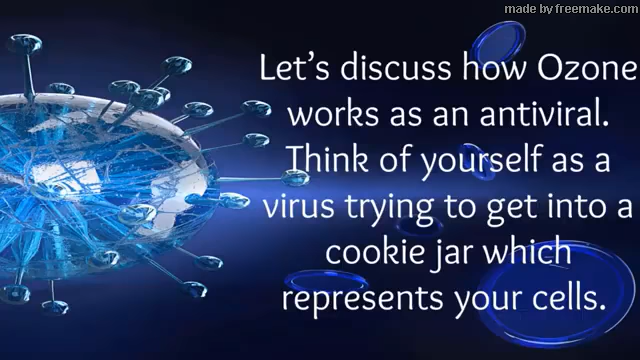 made by freemake.com
Let’s discuss how Ozone
works as an antiviral.
Think of yourself as a
virus trying to get into a
cookie jar which
represents your cells.